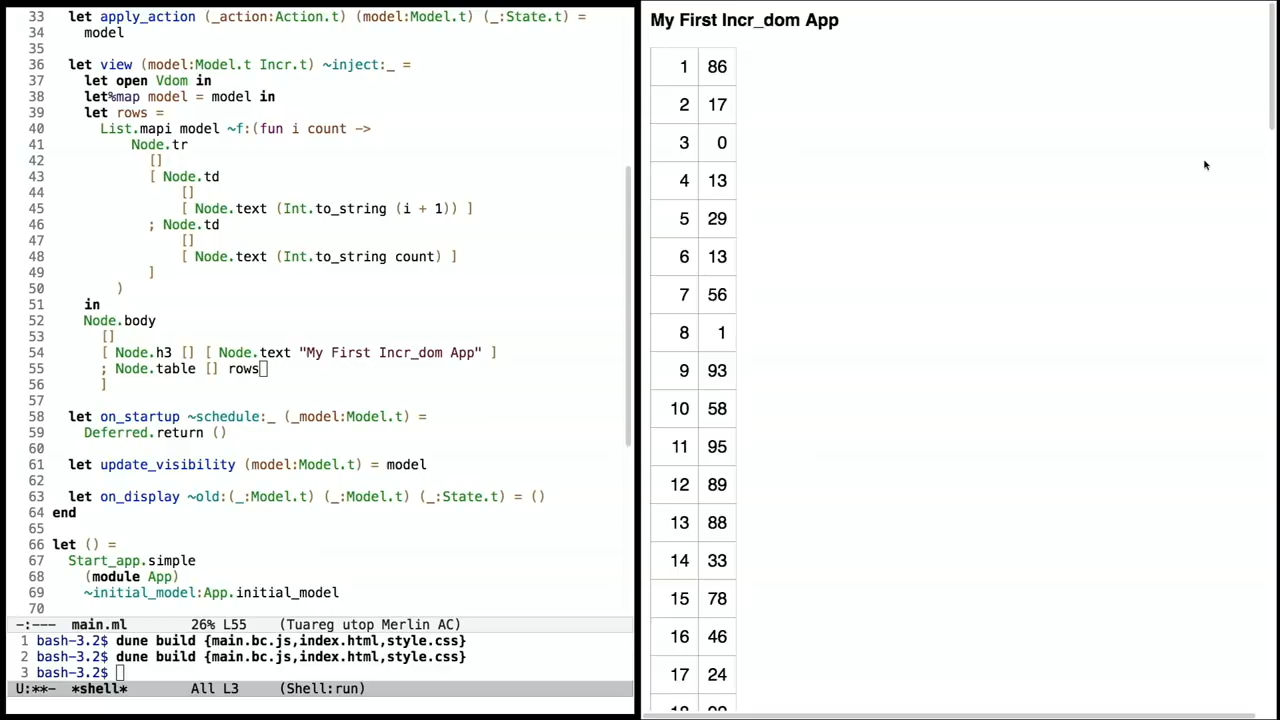 33 let apply_action (_action:Action.t) (model:Model.t) (_:State.t) =
34 model
35
36 let view (model:Model.t Incr.t) ~inject:_ =
37 let open Vdom in
38 let%map model = model in
39 let rows =
40 List.mapi model ~f:(fun i count ->
41 Node.tr
42 []
43 [ Node.td
44 []
45 [ Node.text (Int.to_string (i + 1)) ]
46 ; Node.td
47 []
48 [ Node.text (Int.to_string count) ]
49 ]
50 )
51 in
52 Node.body
53 []
54 [ Node.h3 [] [ Node.text "My First Incr_dom App" ]
55 ; Node.table [] rows
56 ]
57
58 let on_startup ~schedule:_ (_model:Model.t) =
59 Deferred.return ()
60
61 let update_visibility (model:Model.t) = model
62
63 let on_display ~old:(_:Model.t) (_:Model.t) (_:State.t) = ()
64 end
65
66 let () =
67 Start_app.simple
68 (module App)
69 ~initial_model:App.initial_model
70
-:--- main.ml 26% L55 (Tuareg utop Merlin AC)
1 bash-3.2$ dune build {main.bc.js,index.html,style.css}
2 bash-3.2$ dune build {main.bc.js,index.html,style.css}
3 bash-3.2$
U:**- *shell* All L3 (Shell:run)
My First Incr_dom App
1 86
2 17
3 0
4 13
5 29
6 13
7 56
8 1
9 93
10 58
11 95
12 89
13 88
14 33
15 78
16 46
17 24